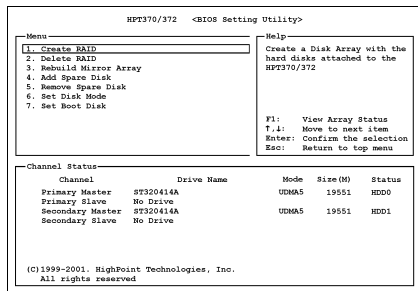 HPT370/372 <BIOS Setting Utility>
Menu
1. Create RAID
2. Delete RAID
3. Rebuild Mirror Array
4. Add Spare Disk
5. Remove Spare Disk
6. Set Disk Mode
7. Set Boot Disk
Help
Create a Disk Array with the
hard disks attached to the
HPT370/372
F1: View Array Status
↑,↓: Move to next item
Enter: Confirm the selection
Esc: Return to top menu
Channel Status
Channel Drive Name Mode Size(M) Status
Primary Master ST320414A UDMA5 19551 HDD0
Primary Slave No Drive
Secondary Master ST320414A UDMA5 19551 HDD1
Secondary Slave No Drive
(C)1999-2001. HighPoint Technologies, Inc.
All rights reserved